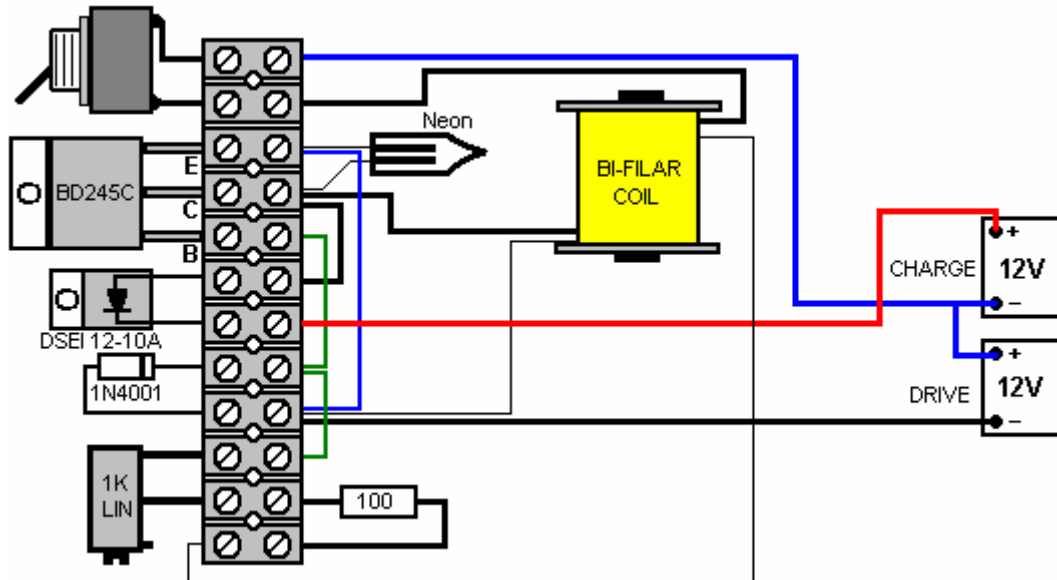 Neon
E
BD245C
C
B
BI-FILAR
COIL
+
CHARGE
12V
–
DSEI 12-10A
+
1N4001
DRIVE
12V
–
1K
LIN
100